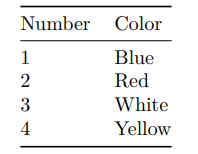 Number Color
1 Blue
2 Red
3 White
4 Yellow